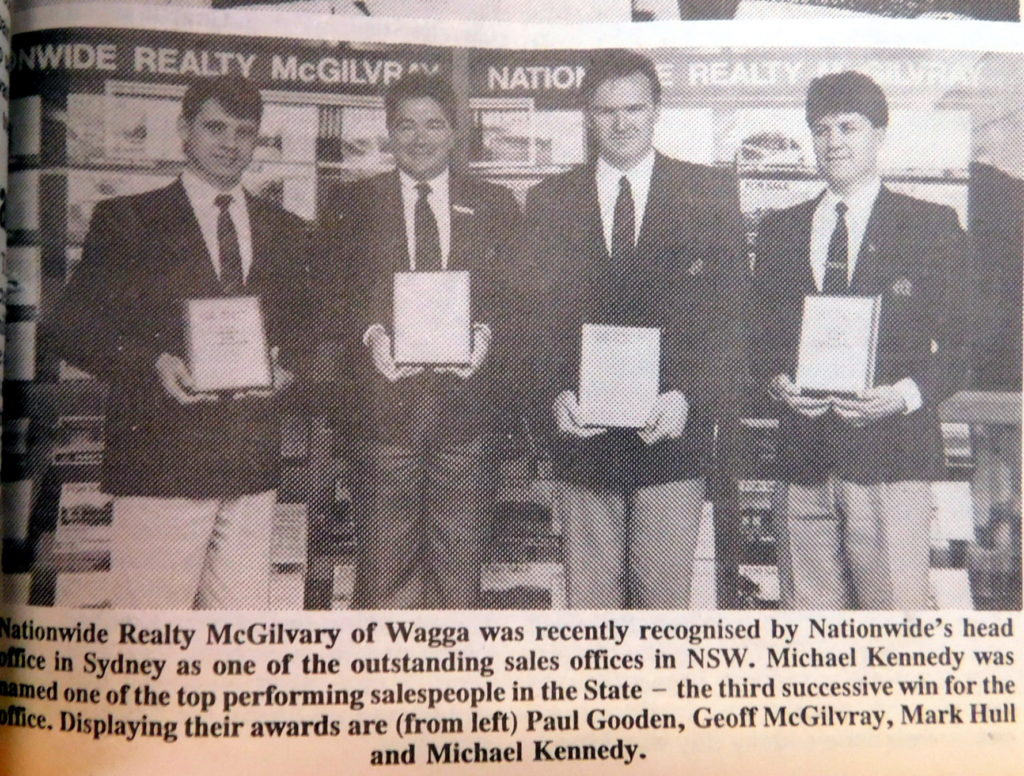 NWIDE REALTY McGILVRAY NATION E REALTY McGILVRAY
FOR SALE
Nationwide Realty McGilvary of Wagga was recently recognised by Nationwide's head
office in Sydney as one of the outstanding sales offices in NSW. Michael Kennedy was
named one of the top performing salespeople in the State – the third successive win for the
office. Displaying their awards are (from left) Paul Gooden, Geoff McGilvray, Mark Hull
and Michael Kennedy.